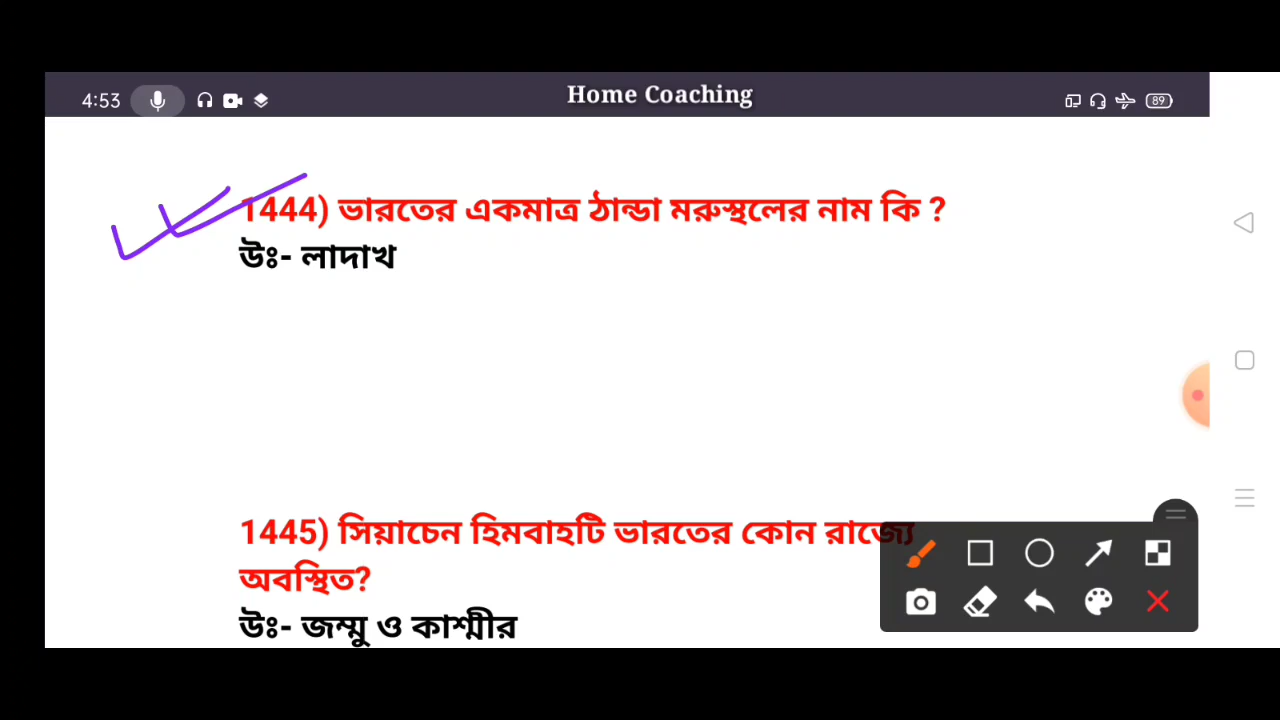 4:53
Home Coaching
89
1444) ভারতের একমাত্র ঠান্ডা মরুস্থলের নাম কি ?
উঃ- লাদাখ
1445) সিয়াচেন হিমবাহটি ভারতের কোন রাজ্যে
অবস্থিত?
উঃ- জম্মু ও কাশ্মীর